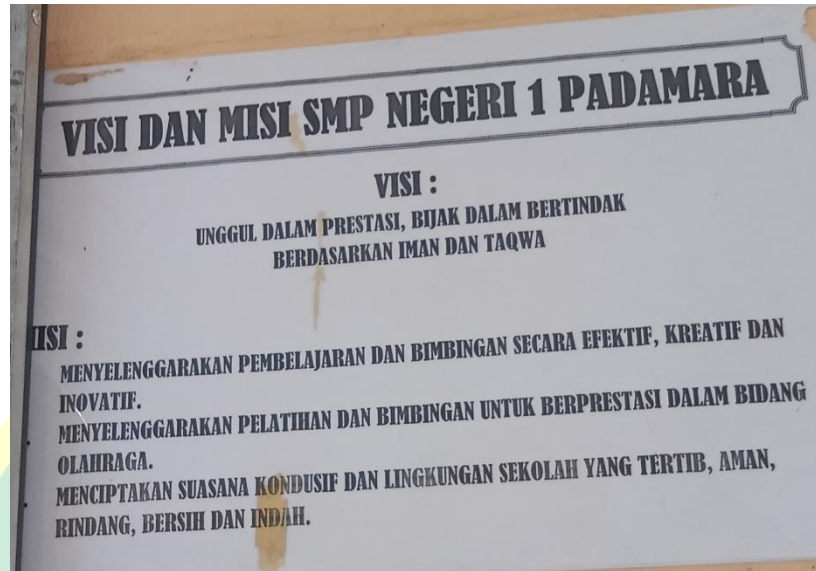 VISI DAN MISI SMP NEGERI 1 PADAMARA
VISI :
UNGGUL DALAM PRESTASI, BIJAK DALAM BERTINDAK
BERDASARKAN IMAN DAN TAQWA
ISI :
MENYELENGGARAKAN PEMBELAJARAN DAN BIMBINGAN SECARA EFEKTIF, KREATIF DAN
INOVATIF.
MENYELENGGARAKAN PELATIHAN DAN BIMBINGAN UNTUK BERPRESTASI DALAM BIDANG
OLAHRAGA.
MENCIPTAKAN SUASANA KONDUSIF DAN LINGKUNGAN SEKOLAH YANG TERTIB, AMAN,
RINDANG, BERSIH DAN INDAH.